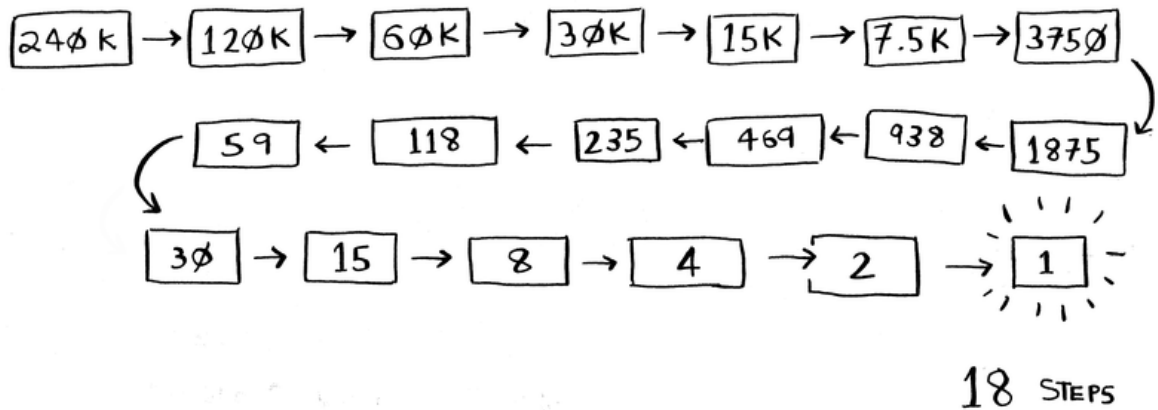 240K → 120K → 60K → 30K → 15K → 7.5K → 3750
59 ← 118 ← 235 ← 469 ← 938 ← 1875
30 → 15 → 8 → 4 → 2 → 1
18 STEPS